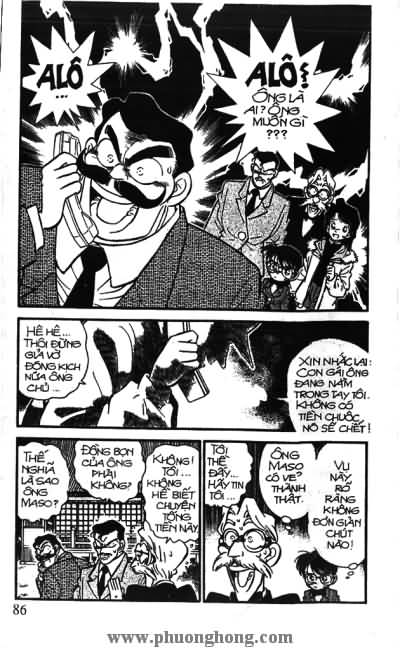 ALÔ
...
ALÔ!
ÔNG LÀ
AI? ÔNG
MUỐN GÌ
???
HÊ HÊ...
THÔI ĐỪNG
GIẢ VỜ
ĐÓNG KỊCH
NỮA ÔNG
CHỦ...
XIN NHẮC LẠI:
CON GÁI ÔNG
ĐANG NẰM
TRONG TAY TÔI.
KHÔNG CÓ
TIỀN CHUỘC,
NÓ SẼ CHẾT!
THẾ
NGHĨA
LÀ SAO
ÔNG
MASO?
ĐỒNG BỌN
CỦA ÔNG
PHẢI
KHÔNG?
KHÔNG!
TÔI...
KHÔNG
HỀ BIẾT
CHUYỆN
TỐNG
TIỀN NÀY
TÔI
THỀ
ĐẤY...
HÃY TIN
TÔI...
ÔNG
MASO
CÓ VẺ
THÀNH
THẬT.
VỤ
NÀY
RÕ
RÀNG
KHÔNG
ĐƠN GIẢN
CHÚT
NÀO!
86
www.phuonghong.com